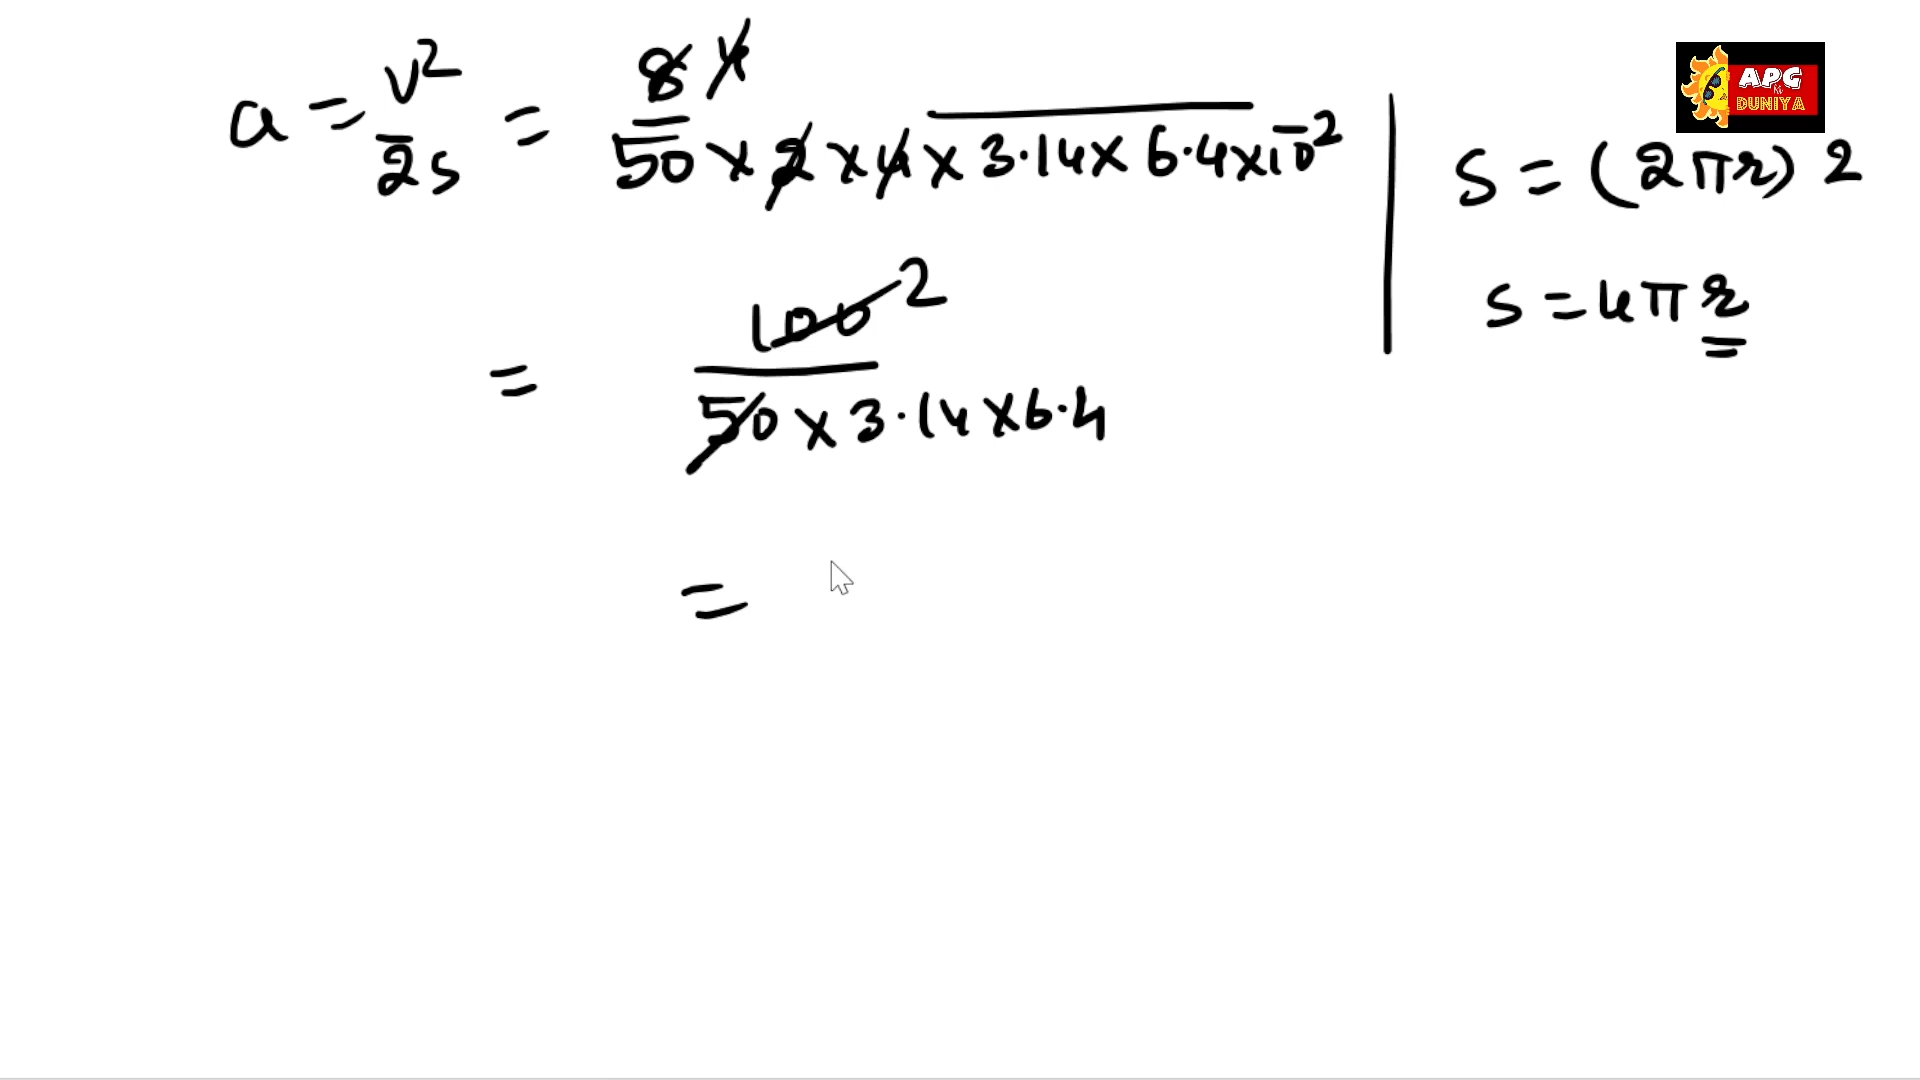 a = v²/2s = 8 4/50 × 2 × 4 × 3.14 × 6.4 × 10⁻²
APG
KI
DUNIYA
S = (2πr) 2
S = 4πr
= 100 2/50 × 3.14 × 6.4
=